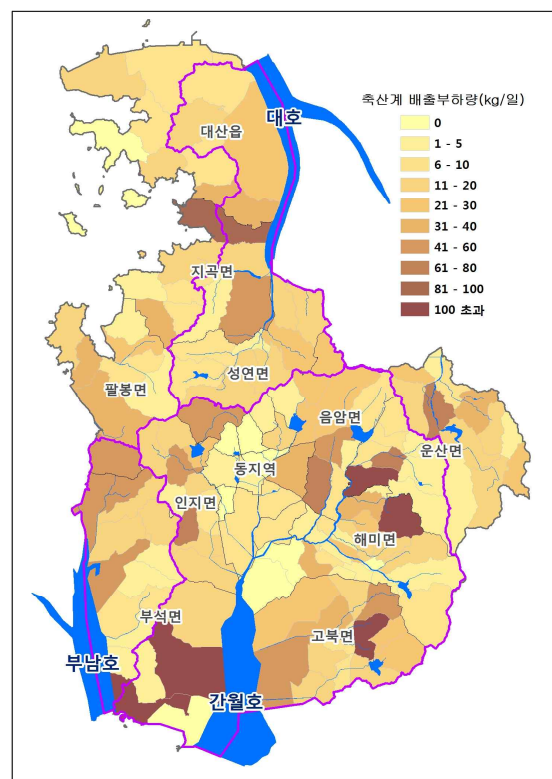 축산계 배출부하량(kg/일)
0
1 - 5
6 - 10
11 - 20
21 - 30
31 - 40
41 - 60
61 - 80
81 - 100
100 초과
대호
대산읍
지곡면
성연면
팔봉면
음암면
운산면
동지역
인지면
해미면
부석면
고북면
부남호
간월호